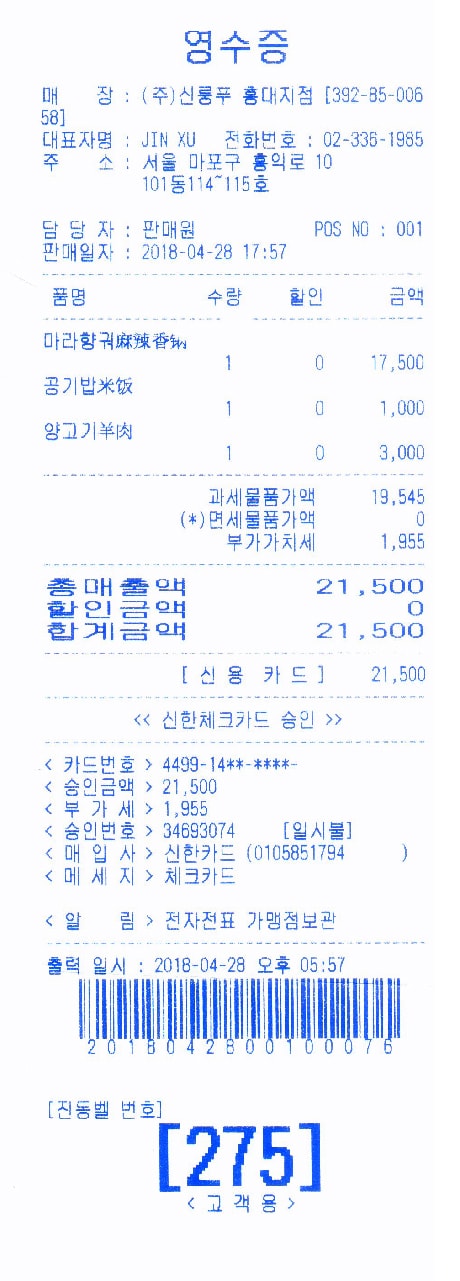 영수증
매 장 : (주)신룽푸 홍대지점 [392-85-006
58]
대표자명 : JIN XU 전화번호 : 02-336-1985
주 소 : 서울 마포구 홍익로 10
101동114~115호
담 당 자 : 판매원 POS NO : 001
판매일자 : 2018-04-28 17:57
품명 수량 할인 금액
마라향궈麻辣香锅
1 0 17,500
공기밥米饭
1 0 1,000
양고기羊肉
1 0 3,000
과세물품가액 19,545
(*)면세물품가액 0
부가가치세 1,955
총매출액 21,500
할인금액 0
합계금액 21,500
[ 신 용 카 드 ] 21,500
<< 신한체크카드 승인 >>
< 카드번호 > 4499-14**-****-
< 승인금액 > 21,500
< 부 가 세 > 1,955
< 승인번호 > 34693074 [일시불]
< 매 입 사 > 신한카드 (0105851794 )
< 메 세 지 > 체크카드
< 알 림 > 전자전표 가맹점보관
출력 일시 : 2018-04-28 오후 05:57
2018042800100076
[진동벨 번호]
[275]
< 고 객 용 >